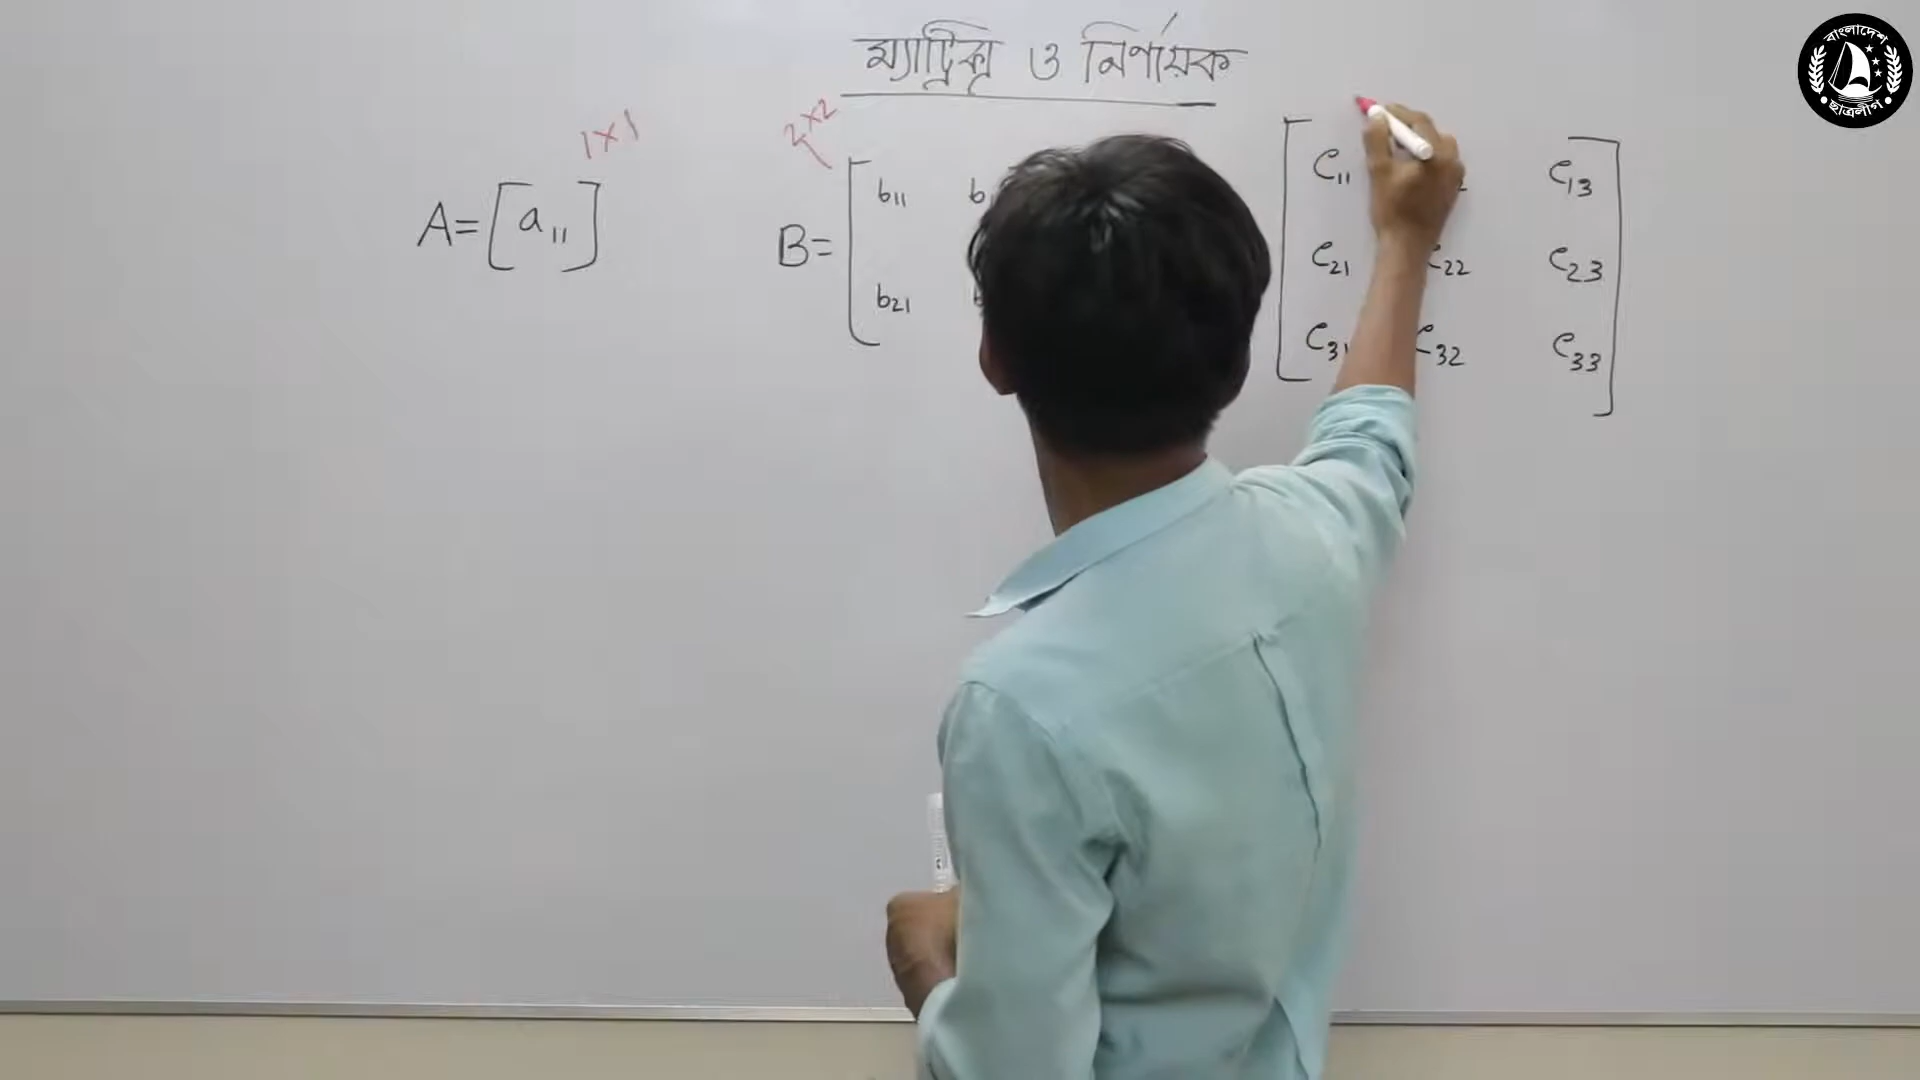 ম্যাট্রিক্স ও নির্ণায়ক
1×1
2×2
A= [a11]
B= b11
b21
C11 C13
C21 C22 C23
C31 C32 C33
বাংলাদেশ
ছাত্রলীগ